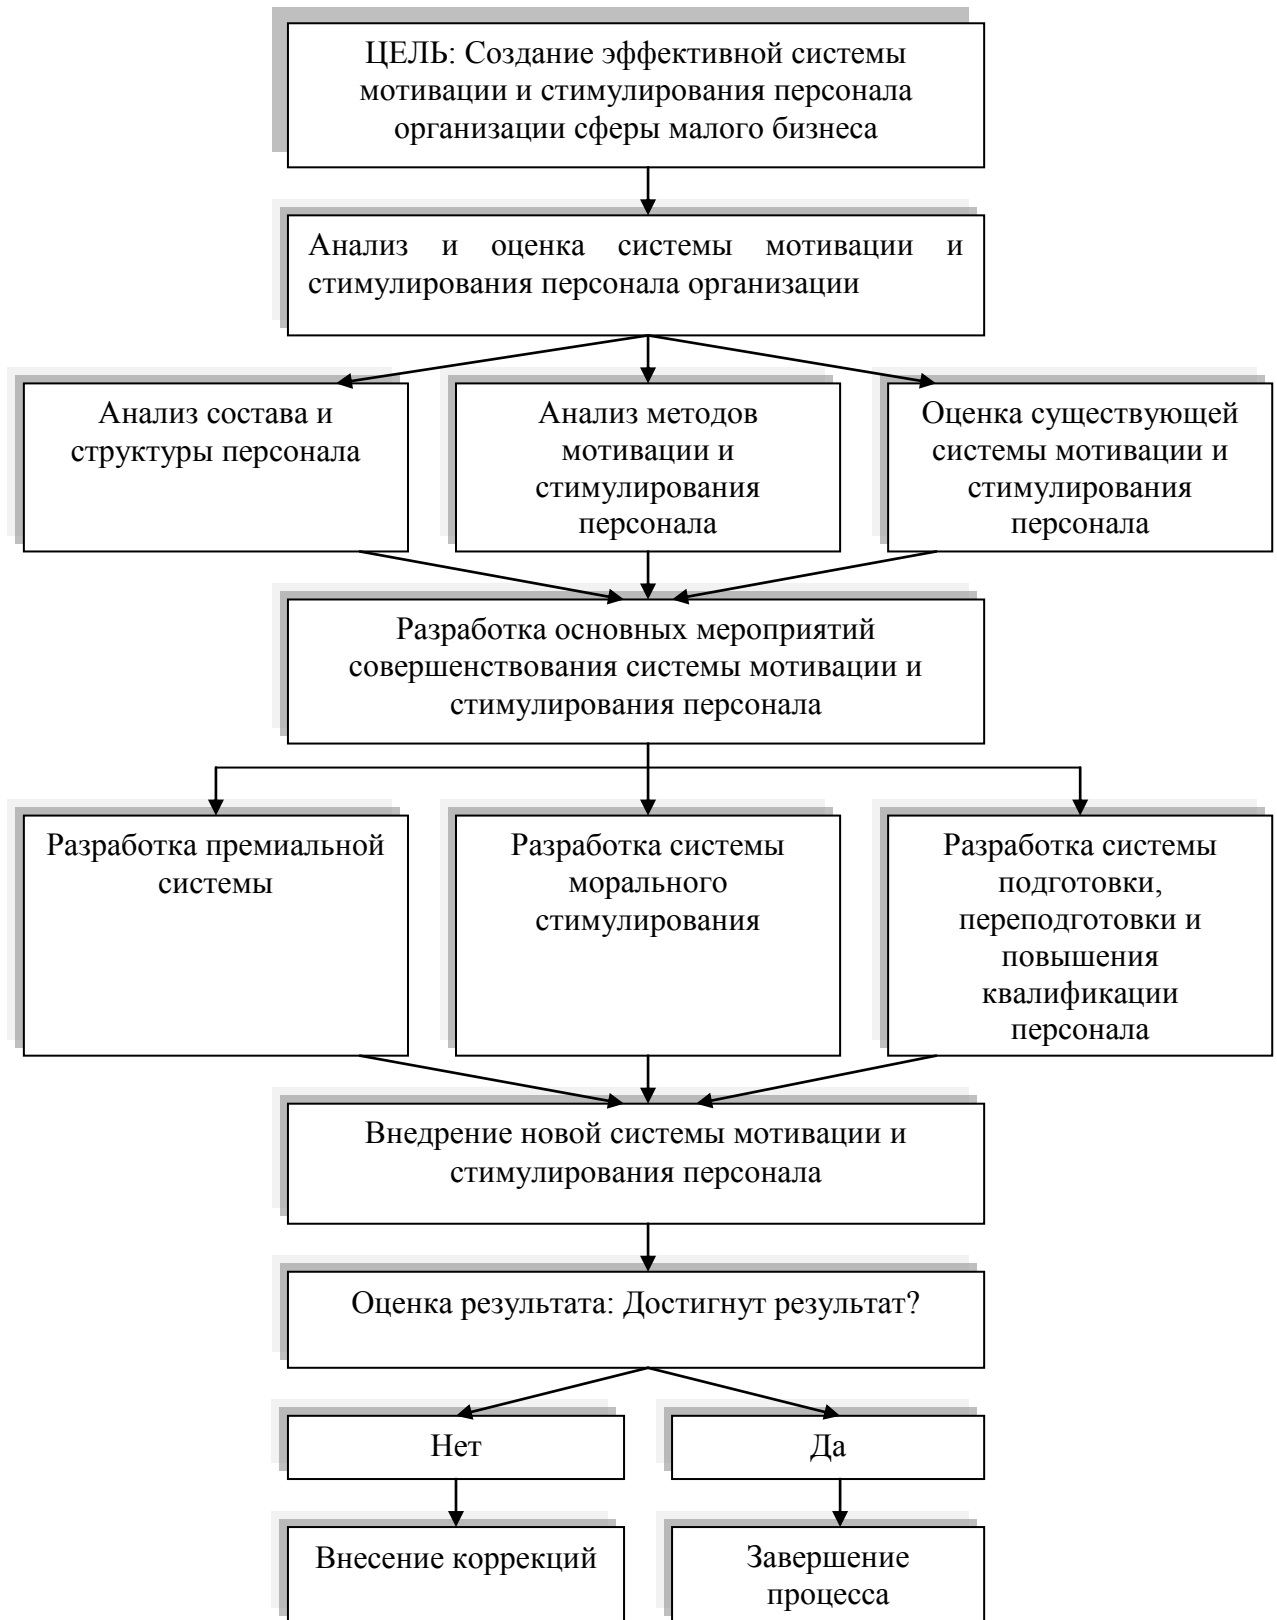 ЦЕЛЬ: Создание эффективной системы
мотивации и стимулирования персонала
организации сферы малого бизнеса
Анализ и оценка системы мотивации и
стимулирования персонала организации
Анализ состава и
структуры персонала
Анализ методов
мотивации и
стимулирования
персонала
Оценка существующей
системы мотивации и
стимулирования
персонала
Разработка основных мероприятий
совершенствования системы мотивации и
стимулирования персонала
Разработка премиальной
системы
Разработка системы
морального
стимулирования
Разработка системы
подготовки,
переподготовки и
повышения
квалификации
персонала
Внедрение новой системы мотивации и
стимулирования персонала
Оценка результата: Достигнут результат?
Нет
Да
Внесение коррекций
Завершение
процесса